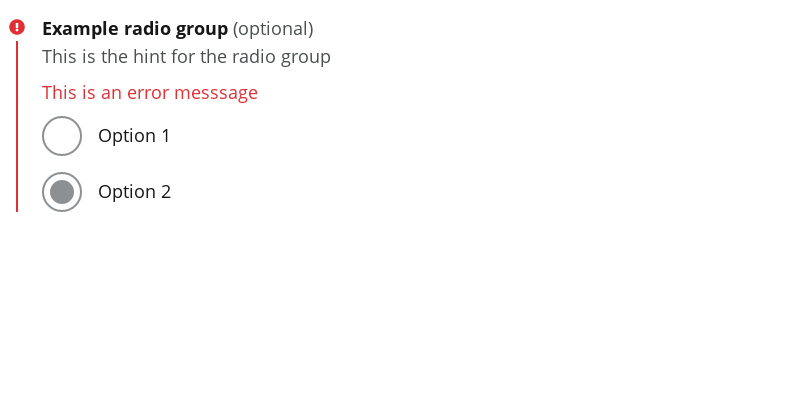 Example radio group (optional)
This is the hint for the radio group
This is an error messsage
Option 1
Option 2